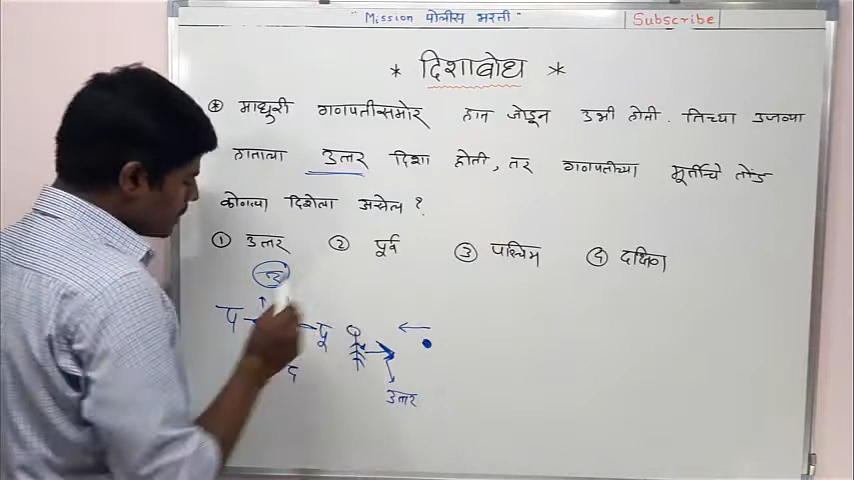 "Mission पोलीस भरती"
Subscribe
* दिशाबोध *
* माधुरी गणपतीसमोर हात जोडून उभी होती. तिच्या उजव्या
हाताला उत्तर दिशा होती, तर गणपतीच्या मूर्तीचे तोंड
कोणत्या दिशेला असेल ?
① उत्तर ② पूर्व ③ पश्चिम ④ दक्षिण
प पू
द
उत्तर